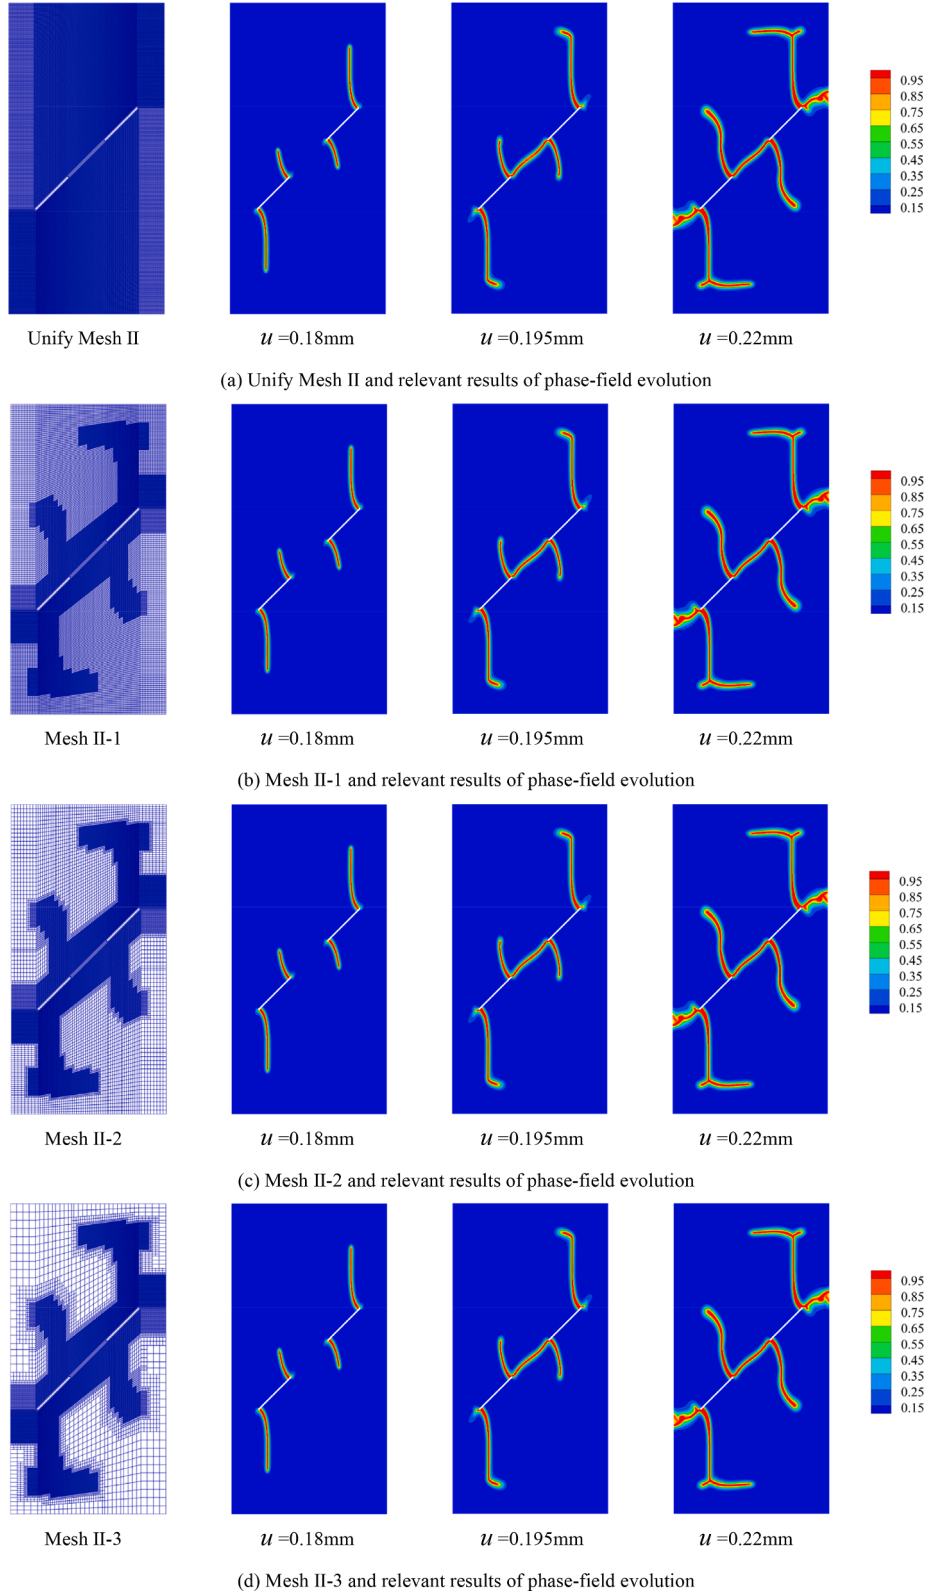 0.95
0.85
0.75
0.65
0.55
0.45
0.35
0.25
0.15
Unify Mesh II
u =0.18mm
u =0.195mm
u =0.22mm
(a) Unify Mesh II and relevant results of phase-field evolution
0.95
0.85
0.75
0.65
0.55
0.45
0.35
0.25
0.15
Mesh II-1
u =0.18mm
u =0.195mm
u =0.22mm
(b) Mesh II-1 and relevant results of phase-field evolution
0.95
0.85
0.75
0.65
0.55
0.45
0.35
0.25
0.15
Mesh II-2
u =0.18mm
u =0.195mm
u =0.22mm
(c) Mesh II-2 and relevant results of phase-field evolution
0.95
0.85
0.75
0.65
0.55
0.45
0.35
0.25
0.15
Mesh II-3
u =0.18mm
u =0.195mm
u =0.22mm
(d) Mesh II-3 and relevant results of phase-field evolution